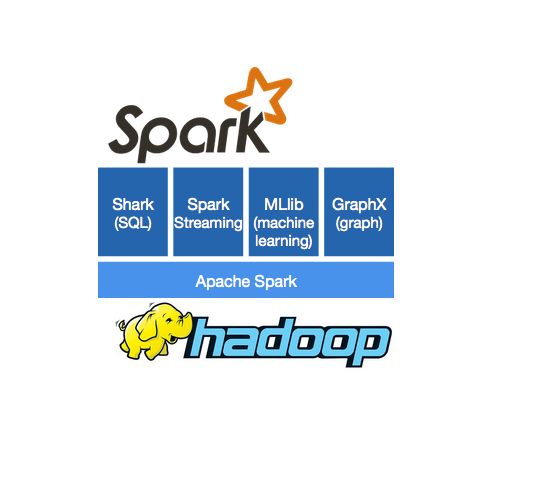 Spark
Shark
(SQL)
Spark
Streaming
MLlib
(machine
learning)
GraphX
(graph)
Apache Spark
hadoop